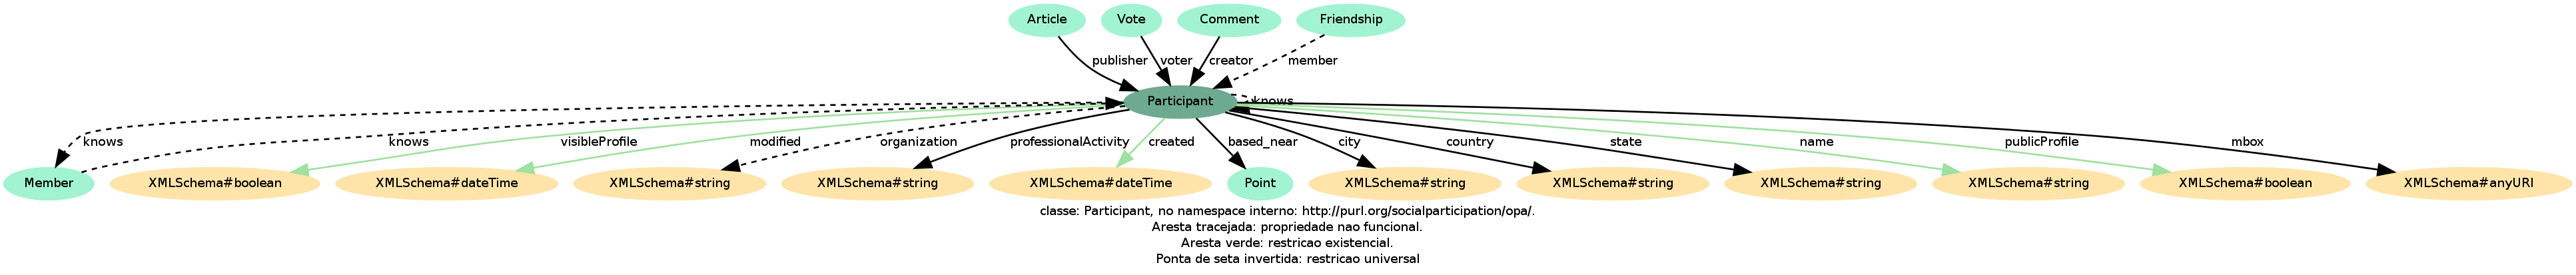 Article
Vote
Comment
Friendship
publisher
voter
creator
member
Participant
knows
knows
knows
visibleProfile
modified
organization
professionalActivity
created
based_near
city
country
state
name
publicProfile
mbox
Member
XMLSchema#boolean
XMLSchema#dateTime
XMLSchema#string
XMLSchema#string
XMLSchema#dateTime
Point
XMLSchema#string
XMLSchema#string
XMLSchema#string
XMLSchema#string
XMLSchema#boolean
XMLSchema#anyURI
classe: Participant, no namespace interno: http://purl.org/socialparticipation/opa/.
Aresta tracejada: propriedade nao funcional.
Aresta verde: restricao existencial.
Ponta de seta invertida: restricao universal